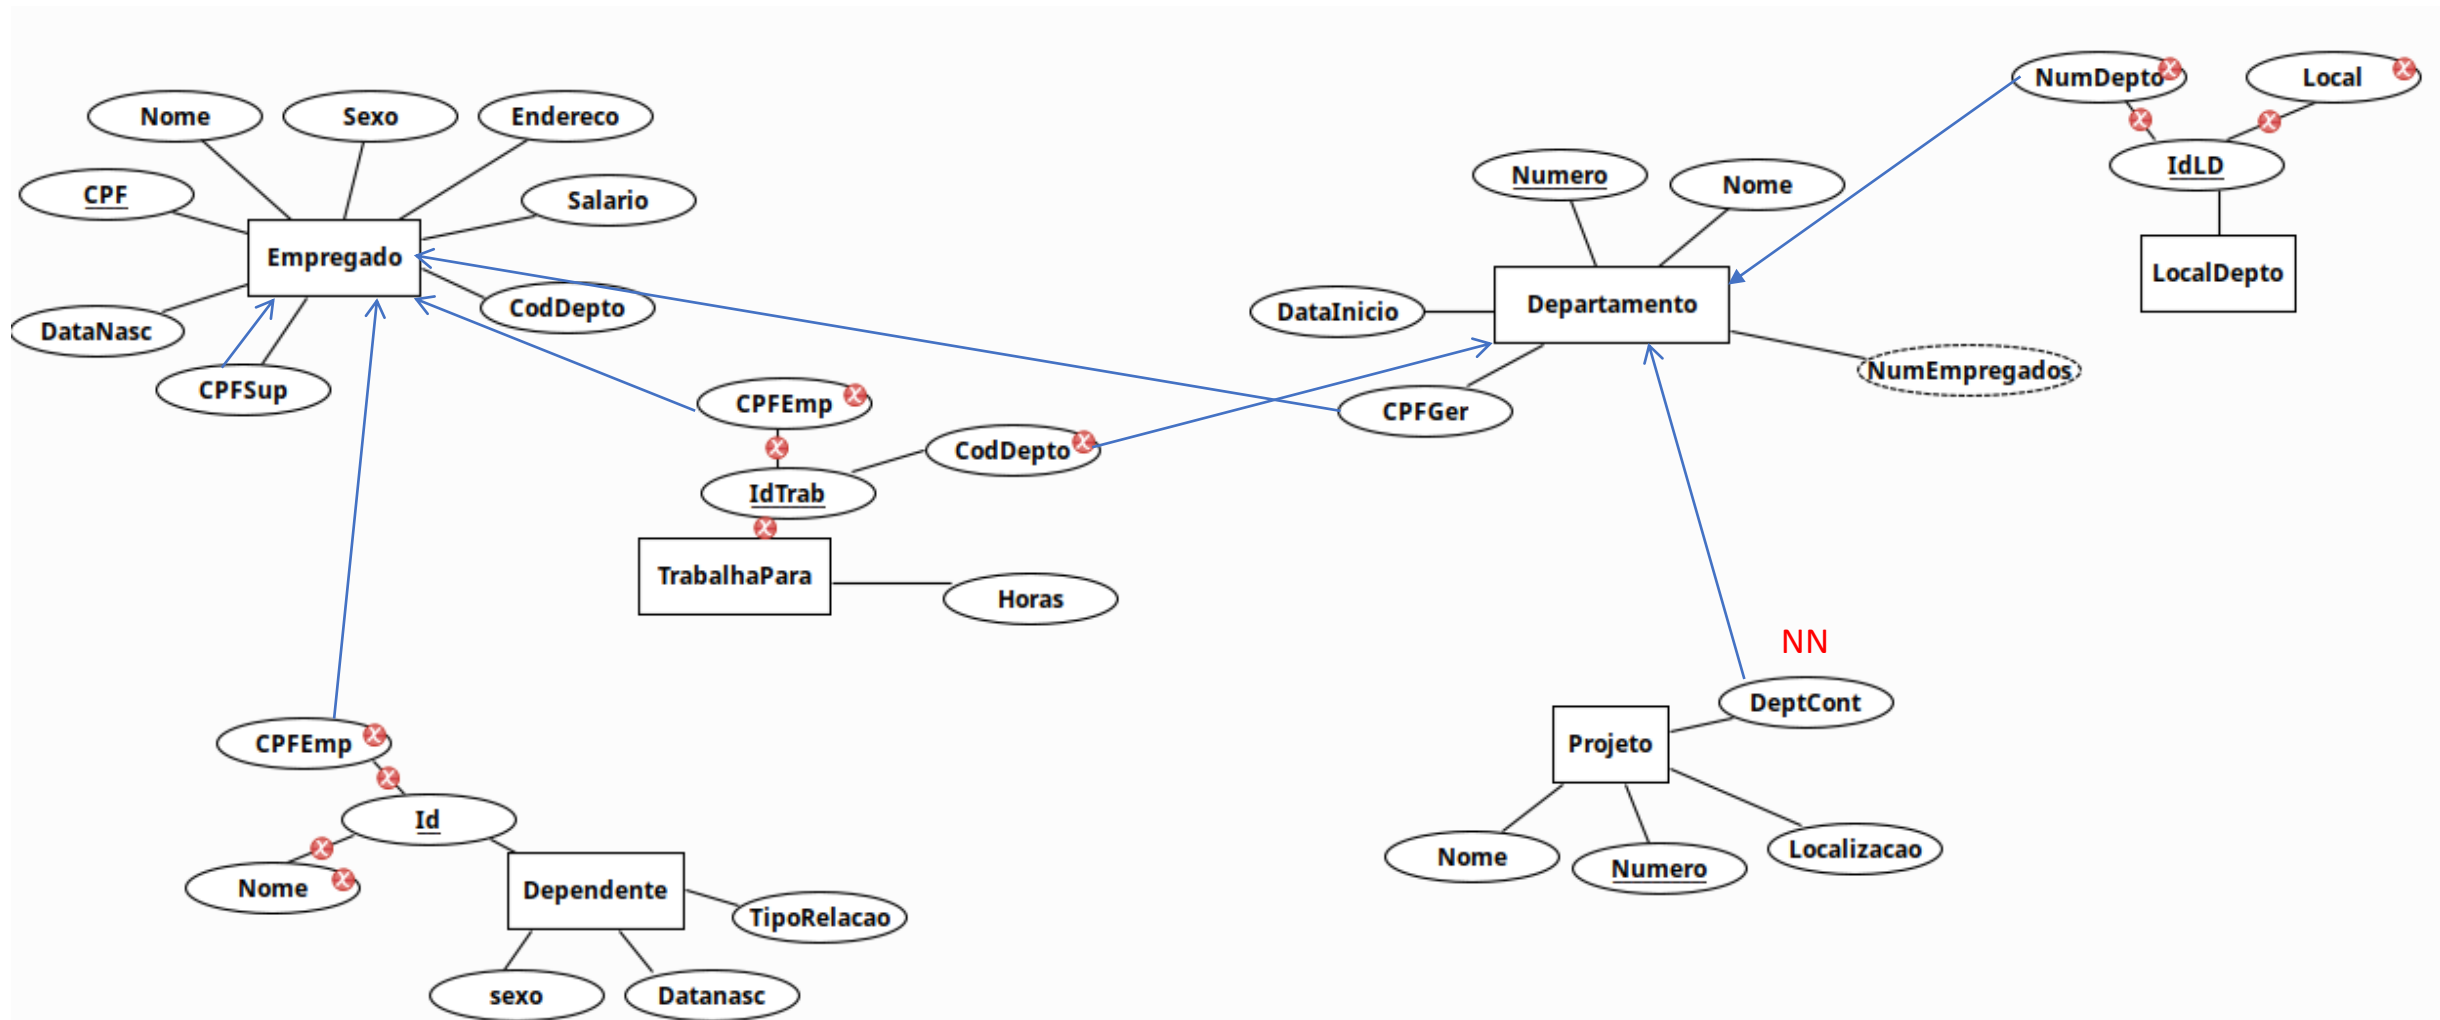 NumDepto
Local
Nome
Sexo
Endereco
IdLD
Numero
Nome
CPF
Salario
Empregado
LocalDepto
Departamento
CodDepto
DataInicio
DataNasc
NumEmpregados
CPFSup
CPFEmp
CPFGer
CodDepto
IdTrab
TrabalhaPara
Horas
NN
DeptCont
CPFEmp
Projeto
Id
Nome
Localizacao
Numero
Nome
Dependente
TipoRelacao
sexo
Datanasc